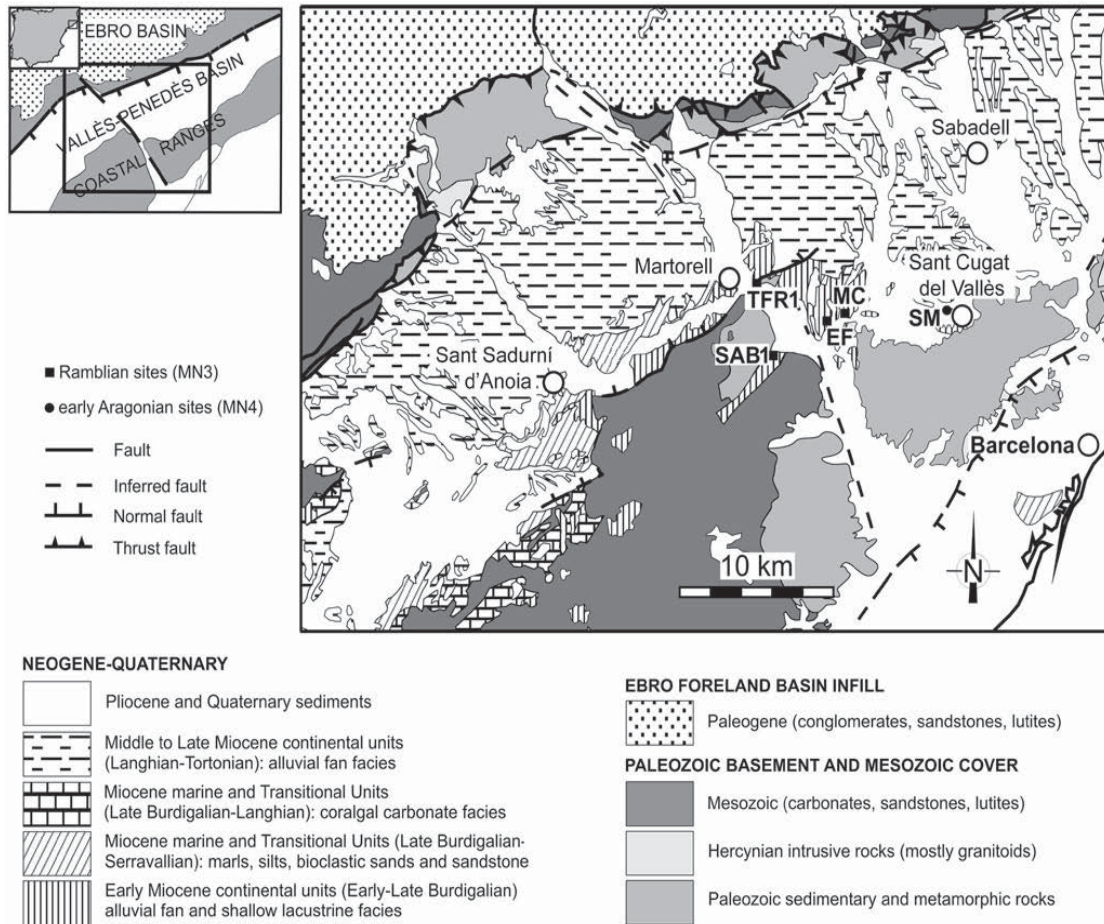 EBRO BASIN
VALLÈS-PENEDÈS BASIN
COASTAL RANGES
Ramblian sites (MN3)
early Aragonian sites (MN4)
Fault
Inferred fault
Normal fault
Thrust fault
Sabadell
Martorell
Sant Cugat
del Vallès
TFR1
MC
SM
EF
SAB1
Sant Sadurní
d'Anoia
Barcelona
10 km
N
NEOGENE-QUATERNARY
Pliocene and Quaternary sediments
Middle to Late Miocene continental units
(Langhian-Tortonian): alluvial fan facies
Miocene marine and Transitional Units
(Late Burdigalian-Langhian): coralgal carbonate facies
Miocene marine and Transitional Units (Late Burdigalian-
Serravallian): marls, silts, bioclastic sands and sandstone
Early Miocene continental units (Early-Late Burdigalian)
alluvial fan and shallow lacustrine facies
EBRO FORELAND BASIN INFILL
Paleogene (conglomerates, sandstones, lutites)
PALEOZOIC BASEMENT AND MESOZOIC COVER
Mesozoic (carbonates, sandstones, lutites)
Hercynian intrusive rocks (mostly granitoids)
Paleozoic sedimentary and metamorphic rocks